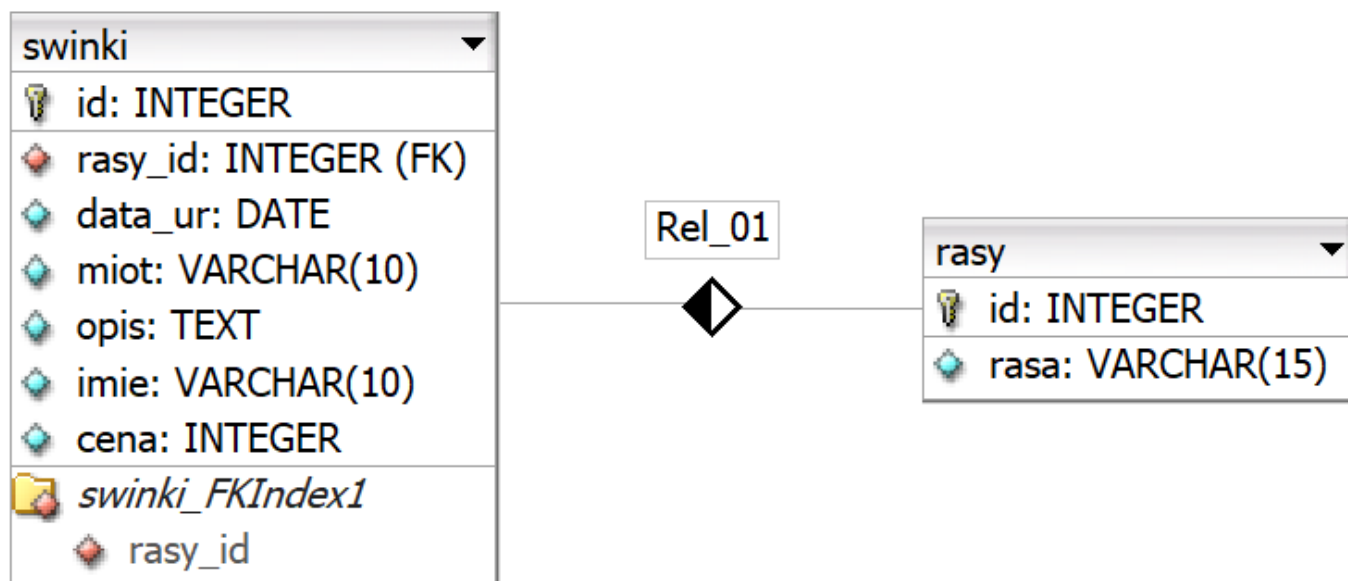 swinki
id: INTEGER
rasy_id: INTEGER (FK)
data_ur: DATE
miot: VARCHAR(10)
opis: TEXT
imie: VARCHAR(10)
cena: INTEGER
swinki_FKIndex1
rasy_id
Rel_01
rasy
id: INTEGER
rasa: VARCHAR(15)